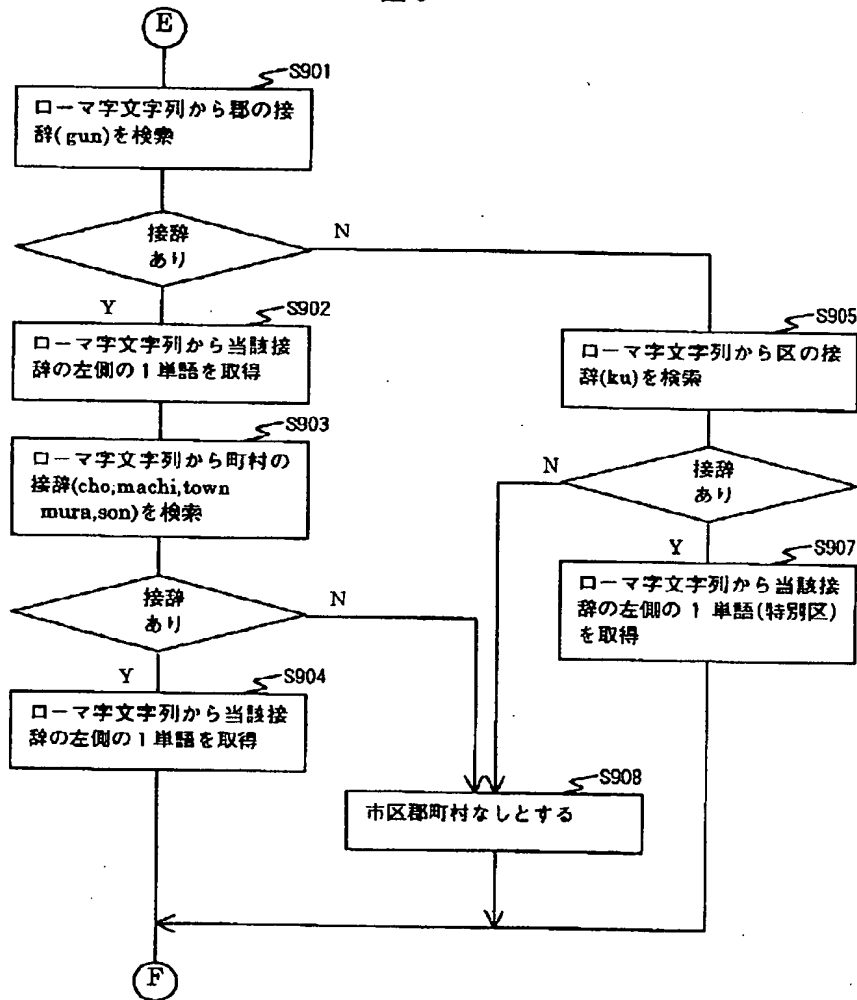 E
S901
ローマ字文字列から郡の接
辞(gun)を検索
接辞
あり
N
Y
S902
ローマ字文字列から当該接
辞の左側の1単語を取得
S903
ローマ字文字列から町村の
接辞(cho,machi,town
mura,son)を検索
接辞
あり
N
Y
S904
ローマ字文字列から当該接
辞の左側の1単語を取得
S905
ローマ字文字列から区の接
辞(ku)を検索
N
接辞
あり
Y
S907
ローマ字文字列から当該接
辞の左側の1単語(特別区)
を取得
S908
市区郡町村なしとする
F